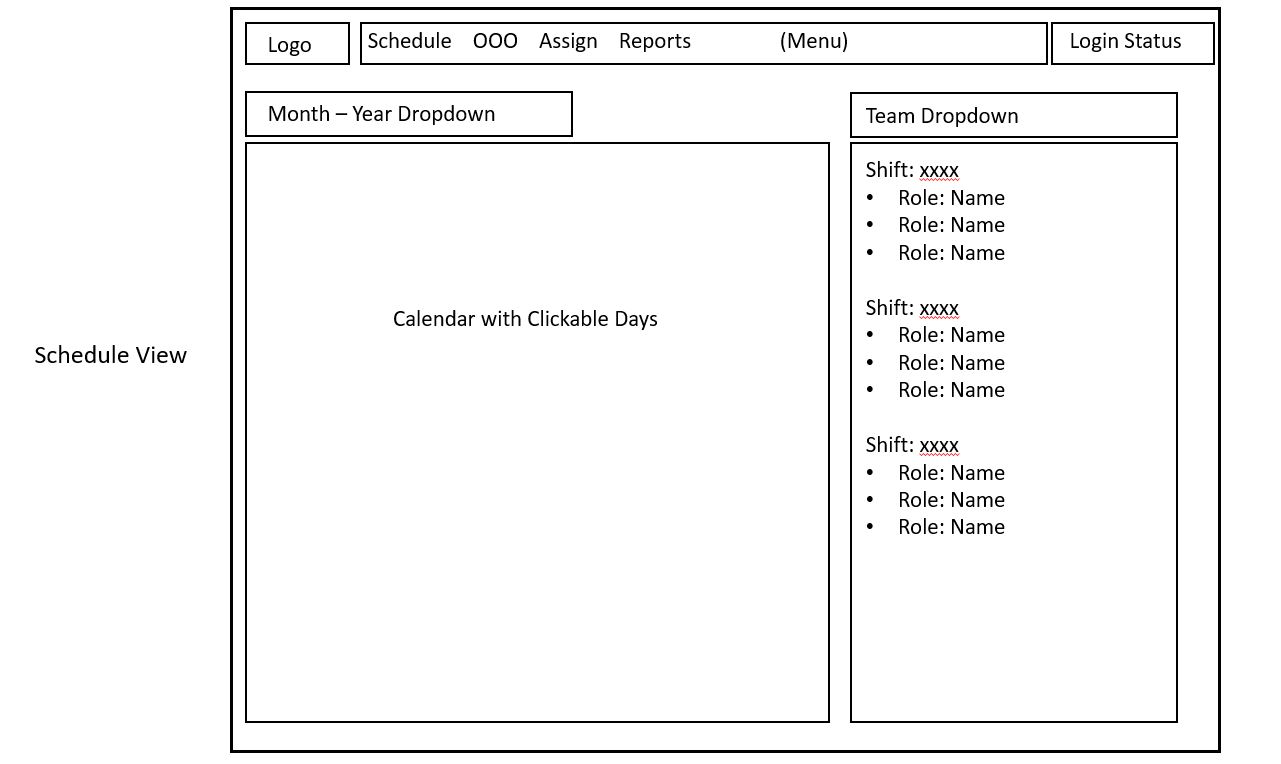 Logo
Schedule OOO Assign Reports (Menu)
Login Status
Month – Year Dropdown
Team Dropdown
Schedule View
Calendar with Clickable Days
Shift: xxxx
• Role: Name
• Role: Name
• Role: Name
Shift: xxxx
• Role: Name
• Role: Name
• Role: Name
Shift: xxxx
• Role: Name
• Role: Name
• Role: Name